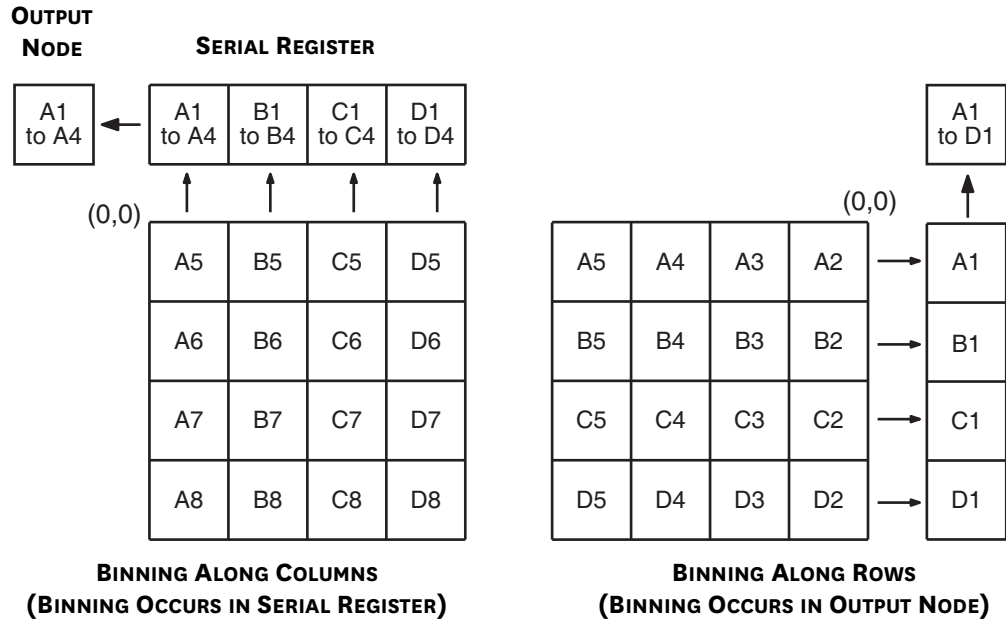 OUTPUT
NODE
SERIAL REGISTER
A1
to A4
A1
to A4
B1
to B4
C1
to C4
D1
to D4
(0,0)
A5 B5 C5 D5
A6 B6 C6 D6
A7 B7 C7 D7
A8 B8 C8 D8
BINNING ALONG COLUMNS
(BINNING OCCURS IN SERIAL REGISTER)
A1
to D1
(0,0)
A5 A4 A3 A2 A1
B5 B4 B3 B2 B1
C5 C4 C3 C2 C1
D5 D4 D3 D2 D1
BINNING ALONG ROWS
(BINNING OCCURS IN OUTPUT NODE)